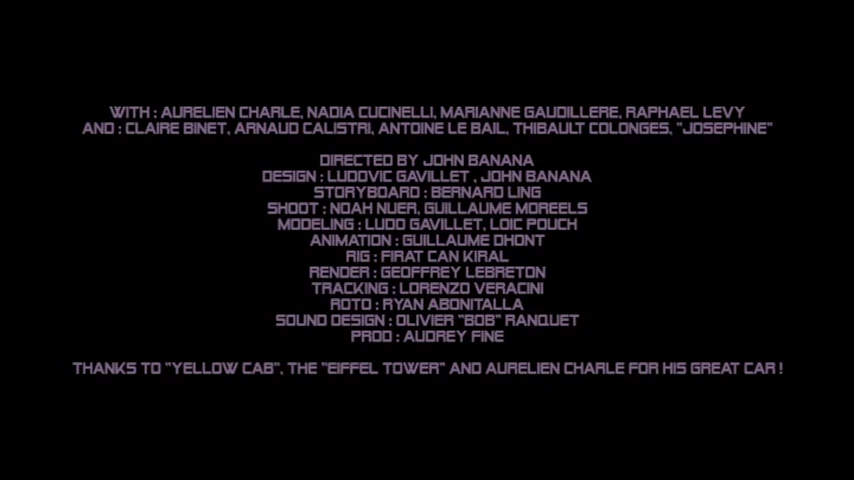 WITH : AURELIEN CHARLE, NADIA CUCINELLI, MARIANNE GAUDILLERE, RAPHAEL LEVY
AND : CLAIRE BINET, ARNAUD CALISTRI, ANTOINE LE BAIL, THIBAULT COLONGES, "JOSEPHINE"
DIRECTED BY JOHN BANANA
DESIGN : LUDOVIC GAVILLET , JOHN BANANA
STORYBOARD : BERNARD LING
SHOOT : NOAH NUER, GUILLAUME MOREELS
MODELING : LUDO GAVILLET, LOIC POUCH
ANIMATION : GUILLAUME DHONT
RIG : FIRAT CAN KIRAL
RENDER : GEOFFREY LEBRETON
TRACKING : LORENZO VERACINI
ROTO : RYAN ABONITALLA
SOUND DESIGN : OLIVIER "BOB" RANQUET
PROD : AUDREY FINE
THANKS TO "YELLOW CAB", THE "EIFFEL TOWER" AND AURELIEN CHARLE FOR HIS GREAT CAR !